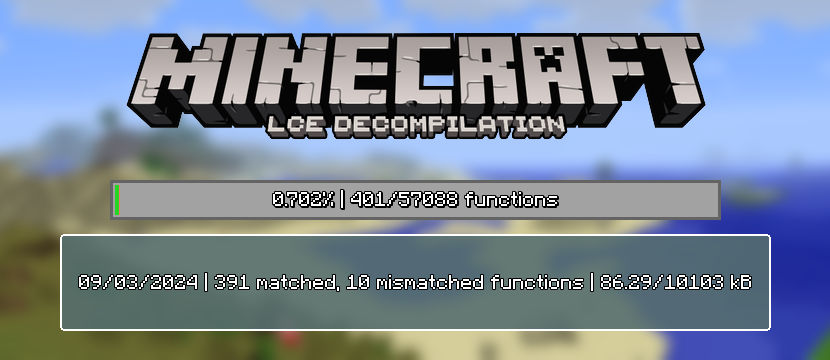 MINECRAFT
LCE DECOMPILATION
0.702% | 401/57088 functions
09/03/2024 | 391 matched, 10 mismatched functions | 86.29/10103 kB